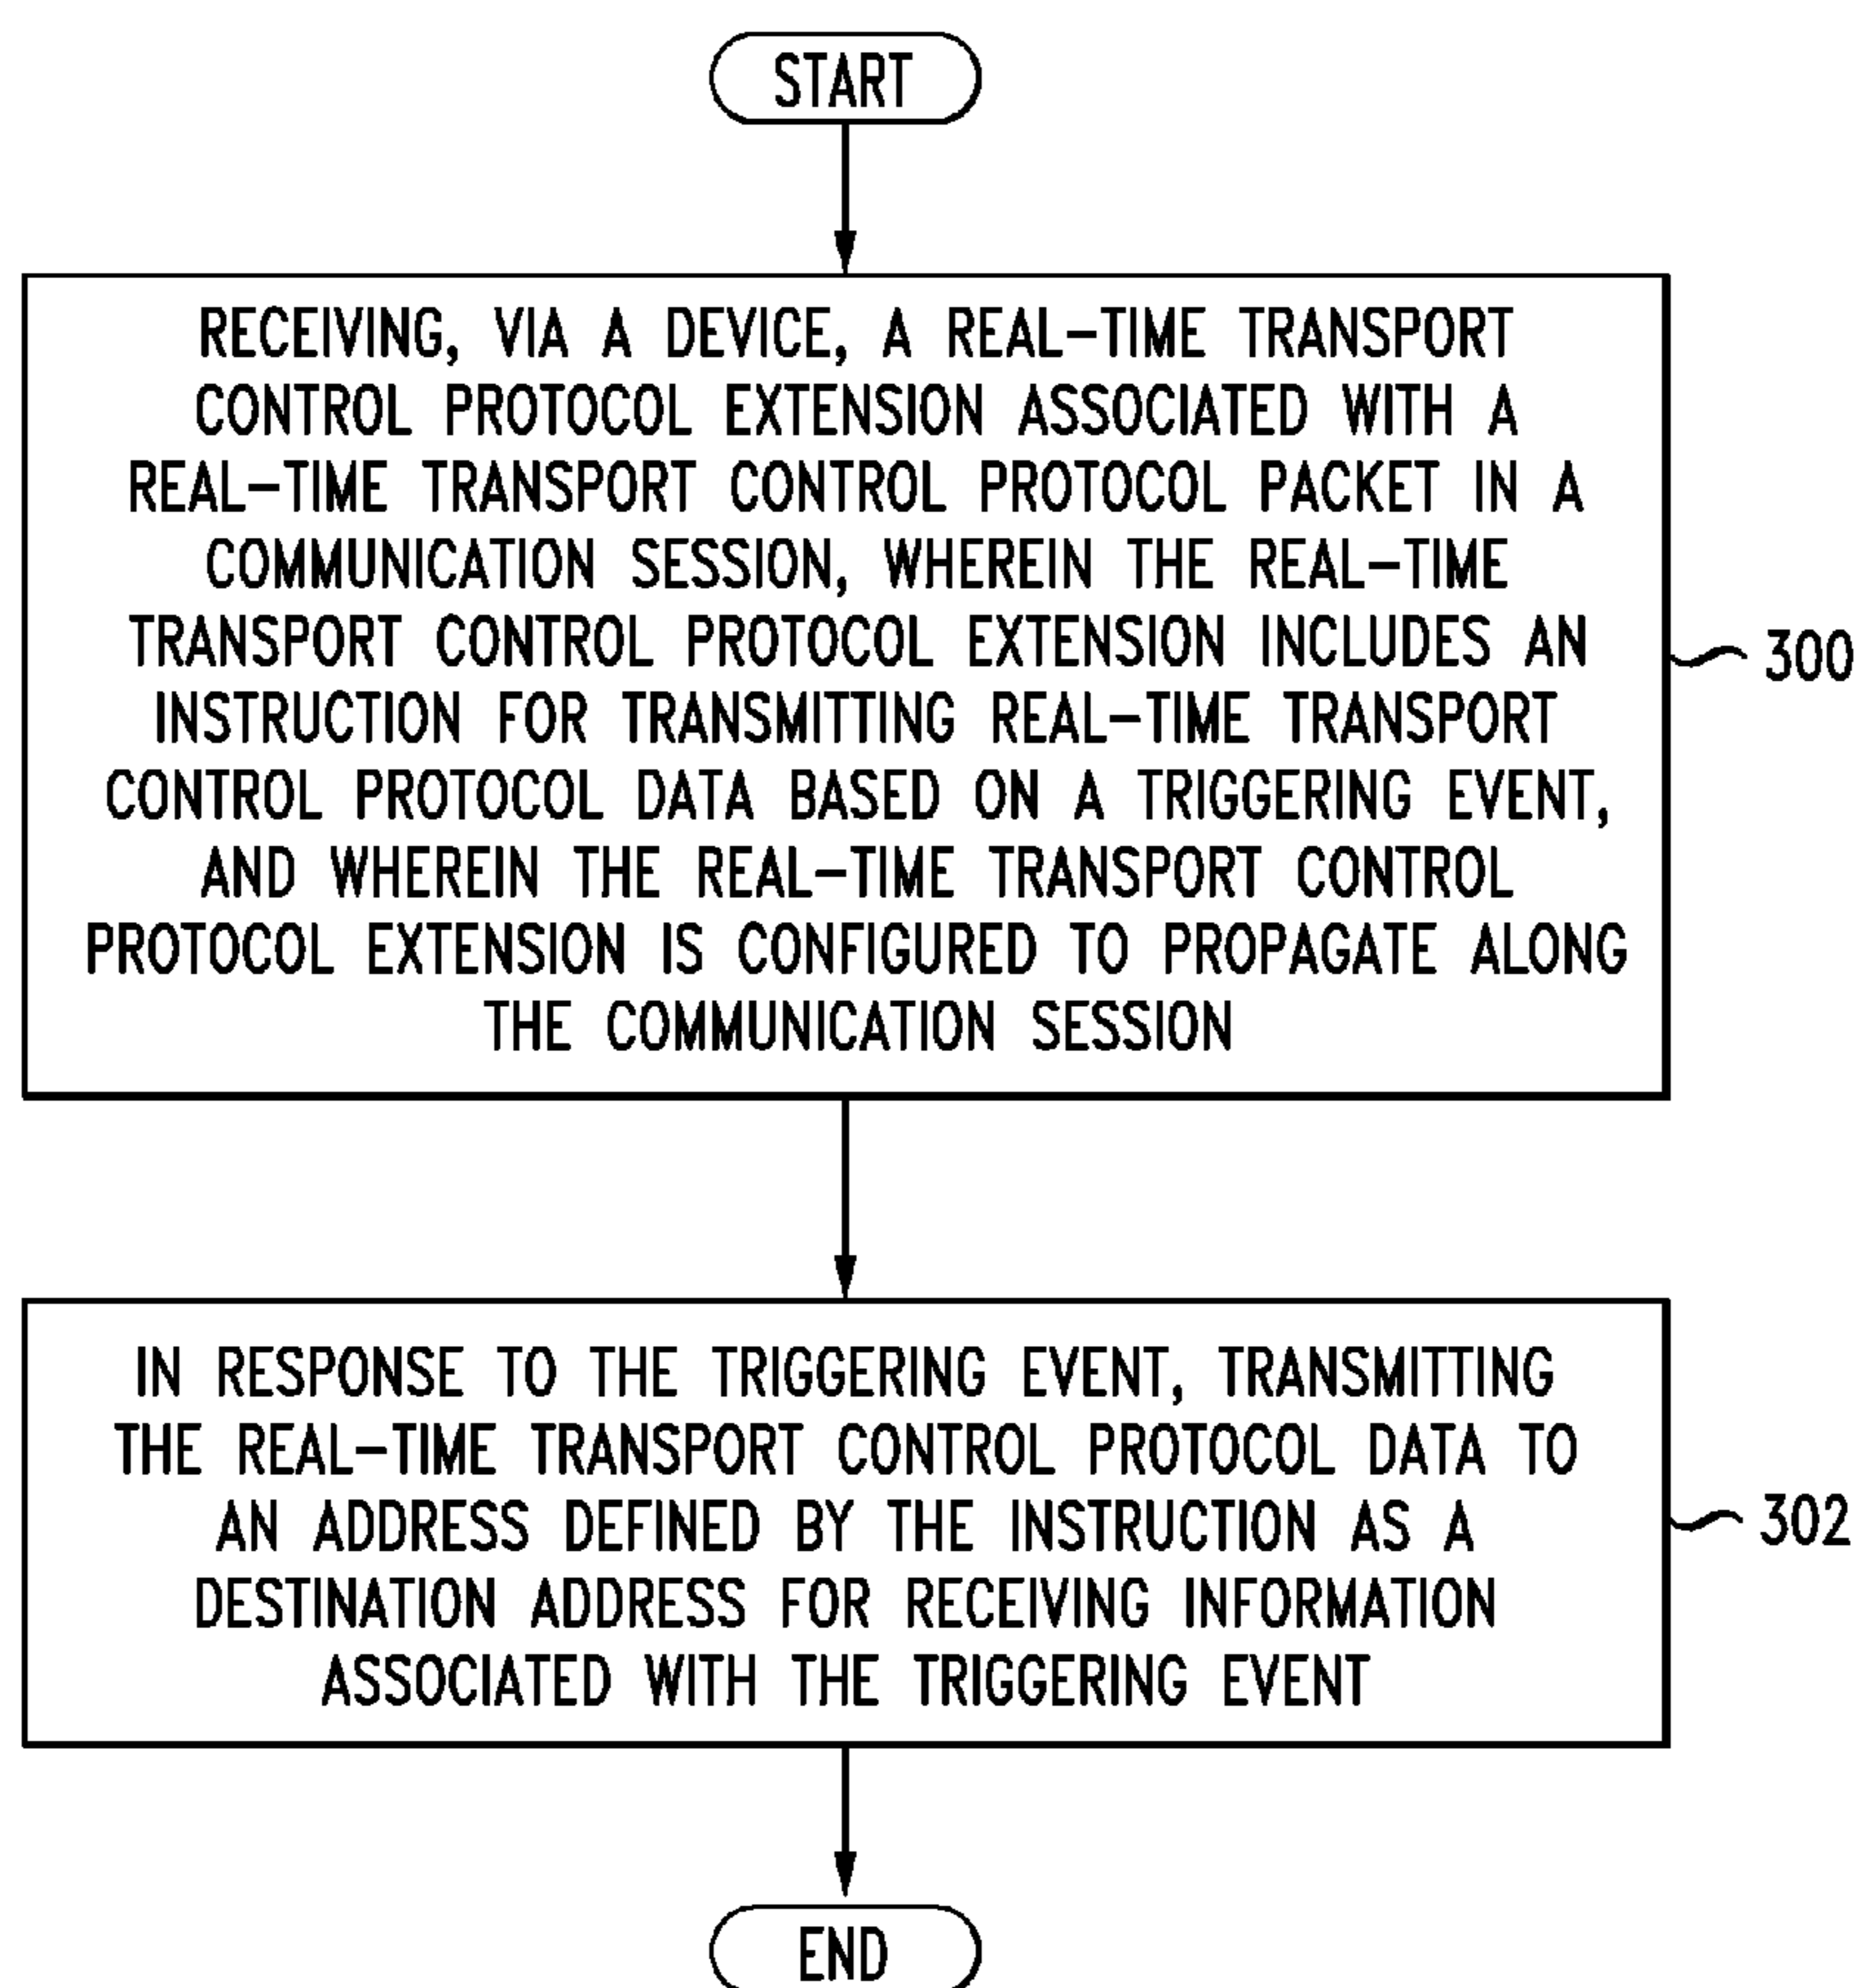 START
RECEIVING, VIA A DEVICE, A REAL-TIME TRANSPORT
CONTROL PROTOCOL EXTENSION ASSOCIATED WITH A
REAL-TIME TRANSPORT CONTROL PROTOCOL PACKET IN A
COMMUNICATION SESSION, WHEREIN THE REAL-TIME
TRANSPORT CONTROL PROTOCOL EXTENSION INCLUDES AN
INSTRUCTION FOR TRANSMITTING REAL-TIME TRANSPORT
CONTROL PROTOCOL DATA BASED ON A TRIGGERING EVENT,
AND WHEREIN THE REAL-TIME TRANSPORT CONTROL
PROTOCOL EXTENSION IS CONFIGURED TO PROPAGATE ALONG
THE COMMUNICATION SESSION
300
IN RESPONSE TO THE TRIGGERING EVENT, TRANSMITTING
THE REAL-TIME TRANSPORT CONTROL PROTOCOL DATA TO
AN ADDRESS DEFINED BY THE INSTRUCTION AS A
DESTINATION ADDRESS FOR RECEIVING INFORMATION
ASSOCIATED WITH THE TRIGGERING EVENT
302
END